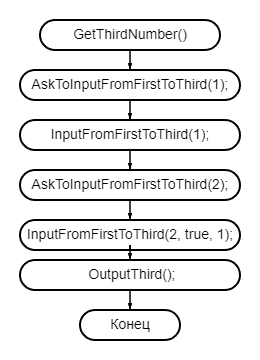 GetThirdNumber()
AskToInputFromFirstToThird(1);
InputFromFirstToThird(1);
AskToInputFromFirstToThird(2);
InputFromFirstToThird(2, true, 1);
OutputThird();
Конец